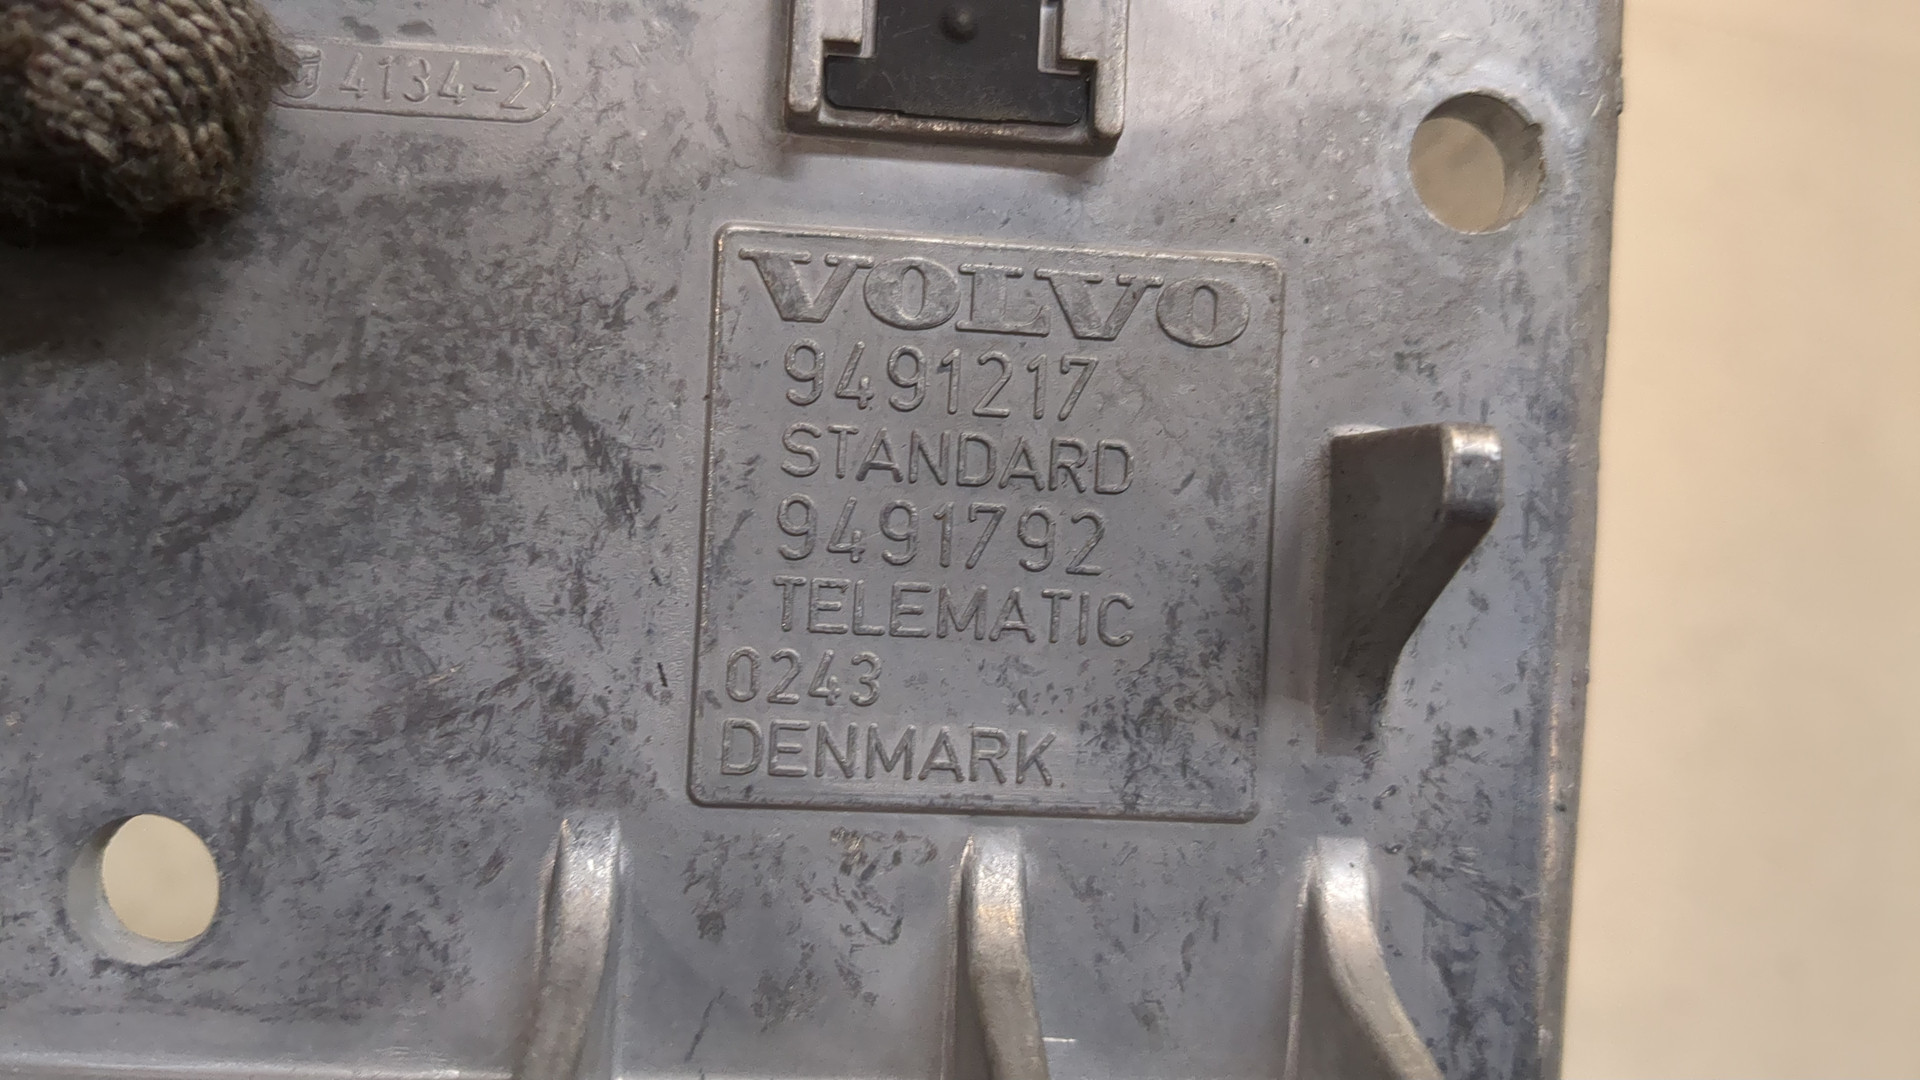 4134-2
VOLVO
9491217
STANDARD
9491792
TELEMATIC
0243
DENMARK